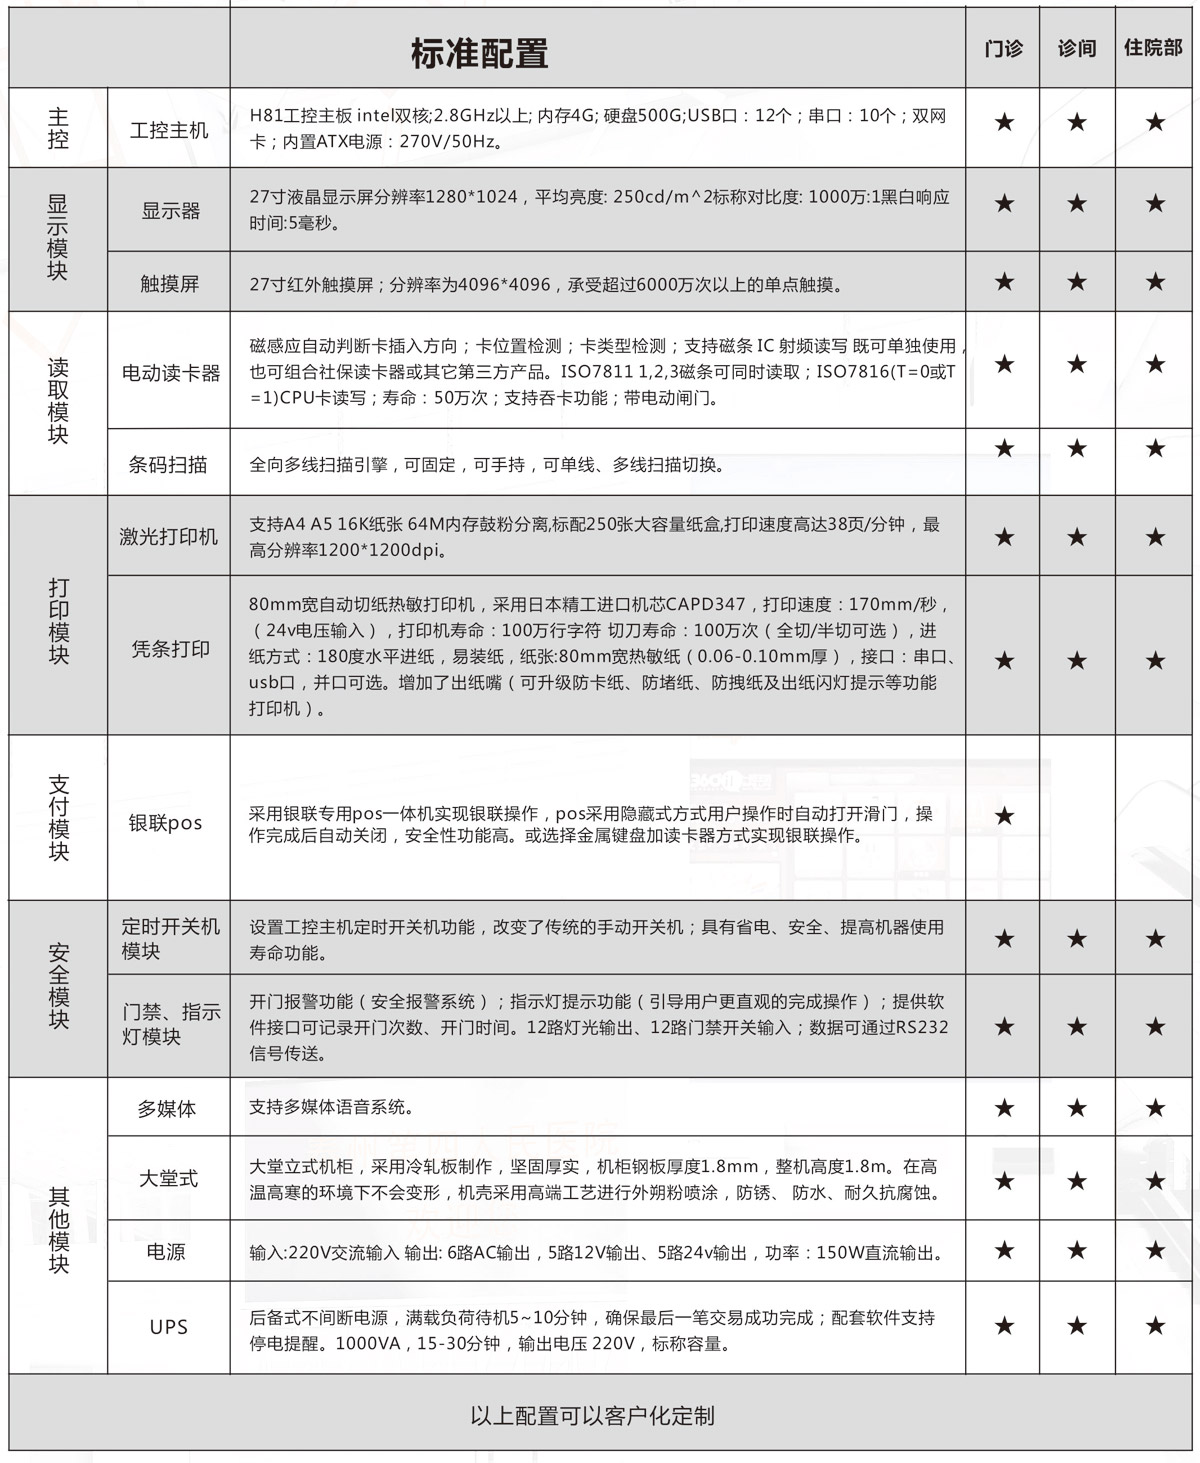 标准配置 门诊 诊间 住院部
主控
工控主机
H81工控主板 intel双核;2.8GHz以上; 内存4G; 硬盘500G;USB口：12个；串口：10个；双网
卡；内置ATX电源：270V/50Hz。
★ ★ ★
显示模块
显示器
27寸液晶显示屏分辨率1280*1024，平均亮度: 250cd/m^2标称对比度: 1000万:1黑白响应
时间:5毫秒。
★ ★ ★
触摸屏
27寸红外触摸屏；分辨率为4096*4096，承受超过6000万次以上的单点触摸。
★ ★ ★
读取模块
电动读卡器
磁感应自动判断卡插入方向；卡位置检测；卡类型检测；支持磁条 IC 射频读写 既可单独使用，
也可组合社保读卡器或其它第三方产品。ISO7811 1,2,3磁条可同时读取；ISO7816(T=0或T
=1)CPU卡读写；寿命：50万次；支持吞卡功能；带电动闸门。
★ ★ ★
条码扫描
全向多线扫描引擎，可固定，可手持，可单线、多线扫描切换。
★ ★ ★
打印模块
激光打印机
支持A4 A5 16K纸张 64M内存鼓粉分离,标配250张大容量纸盒,打印速度高达38页/分钟，最
高分辨率1200*1200dpi。
★ ★ ★
凭条打印
80mm宽自动切纸热敏打印机，采用日本精工进口机芯CAPD347，打印速度：170mm/秒，
（24v电压输入），打印机寿命：100万行字符 切刀寿命：100万次（全切/半切可选），进
纸方式：180度水平进纸，易装纸，纸张:80mm宽热敏纸（0.06-0.10mm厚），接口：串口、
usb口，并口可选。增加了出纸嘴（可升级防卡纸、防堵纸、防拽纸及出纸闪灯提示等功能
打印机）。
★ ★ ★
支付模块
银联pos
采用银联专用pos一体机实现银联操作，pos采用隐藏式方式用户操作时自动打开滑门，操
作完成后自动关闭，安全性功能高。或选择金属键盘加读卡器方式实现银联操作。
★
安全模块
定时开关机
模块
设置工控主机定时开关机功能，改变了传统的手动开关机；具有省电、安全、提高机器使用
寿命功能。
★ ★ ★
门禁、指示
灯模块
开门报警功能（安全报警系统）；指示灯提示功能（引导用户更直观的完成操作）；提供软
件接口可记录开门次数、开门时间。12路灯光输出、12路门禁开关输入；数据可通过RS232
信号传送。
★ ★ ★
其他模块
多媒体
支持多媒体语音系统。
★ ★ ★
大堂式
大堂立式机柜，采用冷轧板制作，坚固厚实，机柜钢板厚度1.8mm，整机高度1.8m。在高
温高寒的环境下不会变形，机壳采用高端工艺进行外朔粉喷涂，防锈、 防水、耐久抗腐蚀。
★ ★ ★
电源
输入:220V交流输入 输出: 6路AC输出，5路12V输出、5路24v输出，功率：150W直流输出。
★ ★ ★
UPS
后备式不间断电源，满载负荷待机5~10分钟，确保最后一笔交易成功完成；配套软件支持
停电提醒。1000VA，15-30分钟，输出电压 220V，标称容量。
★ ★ ★
以上配置可以客户化定制